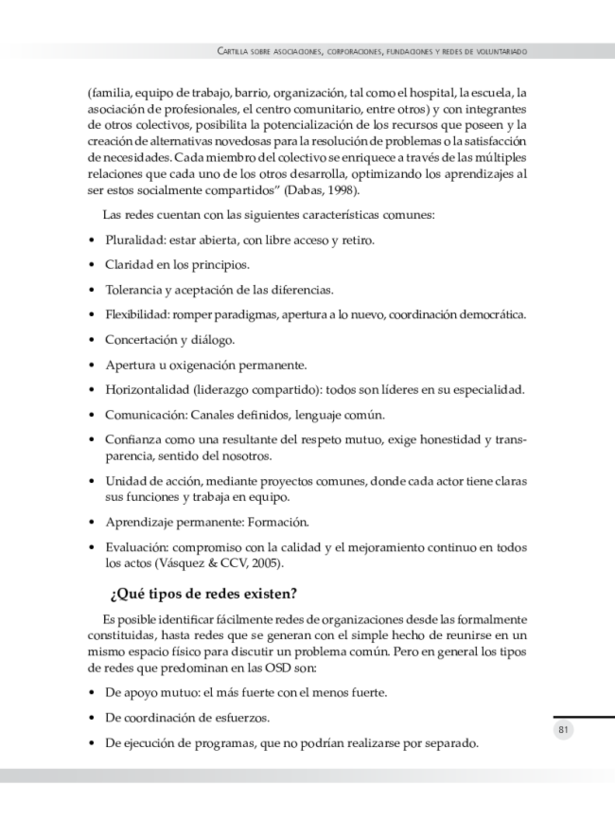 CARTILLA SOBRE ASOCIACIONES, CORPORACIONES, FUNDACIONES Y REDES DE VOLUNTARIADO
(familia, equipo de trabajo, barrio, organización, tal como el hospital, la escuela, la
asociación de profesionales, el centro comunitario, entre otros) y con integrantes
de otros colectivos, posibilita la potencialización de los recursos que poseen y la
creación de alternativas novedosas para la resolución de problemas o la satisfacción
de necesidades. Cada miembro del colectivo se enriquece a través de las múltiples
relaciones que cada uno de los otros desarrolla, optimizando los aprendizajes al
ser estos socialmente compartidos” (Dabas, 1998).
Las redes cuentan con las siguientes características comunes:
• Pluralidad: estar abierta, con libre acceso y retiro.
• Claridad en los principios.
• Tolerancia y aceptación de las diferencias.
• Flexibilidad: romper paradigmas, apertura a lo nuevo, coordinación democrática.
• Concertación y diálogo.
• Apertura u oxigenación permanente.
• Horizontalidad (liderazgo compartido): todos son líderes en su especialidad.
• Comunicación: Canales definidos, lenguaje común.
• Confianza como una resultante del respeto mutuo, exige honestidad y trans-
parencia, sentido del nosotros.
• Unidad de acción, mediante proyectos comunes, donde cada actor tiene claras
sus funciones y trabaja en equipo.
• Aprendizaje permanente: Formación.
• Evaluación: compromiso con la calidad y el mejoramiento continuo en todos
los actos (Vásquez & CCV, 2005).
¿Qué tipos de redes existen?
Es posible identificar fácilmente redes de organizaciones desde las formalmente
constituidas, hasta redes que se generan con el simple hecho de reunirse en un
mismo espacio físico para discutir un problema común. Pero en general los tipos
de redes que predominan en las OSD son:
• De apoyo mutuo: el más fuerte con el menos fuerte.
• De coordinación de esfuerzos.
• De ejecución de programas, que no podrían realizarse por separado.
81